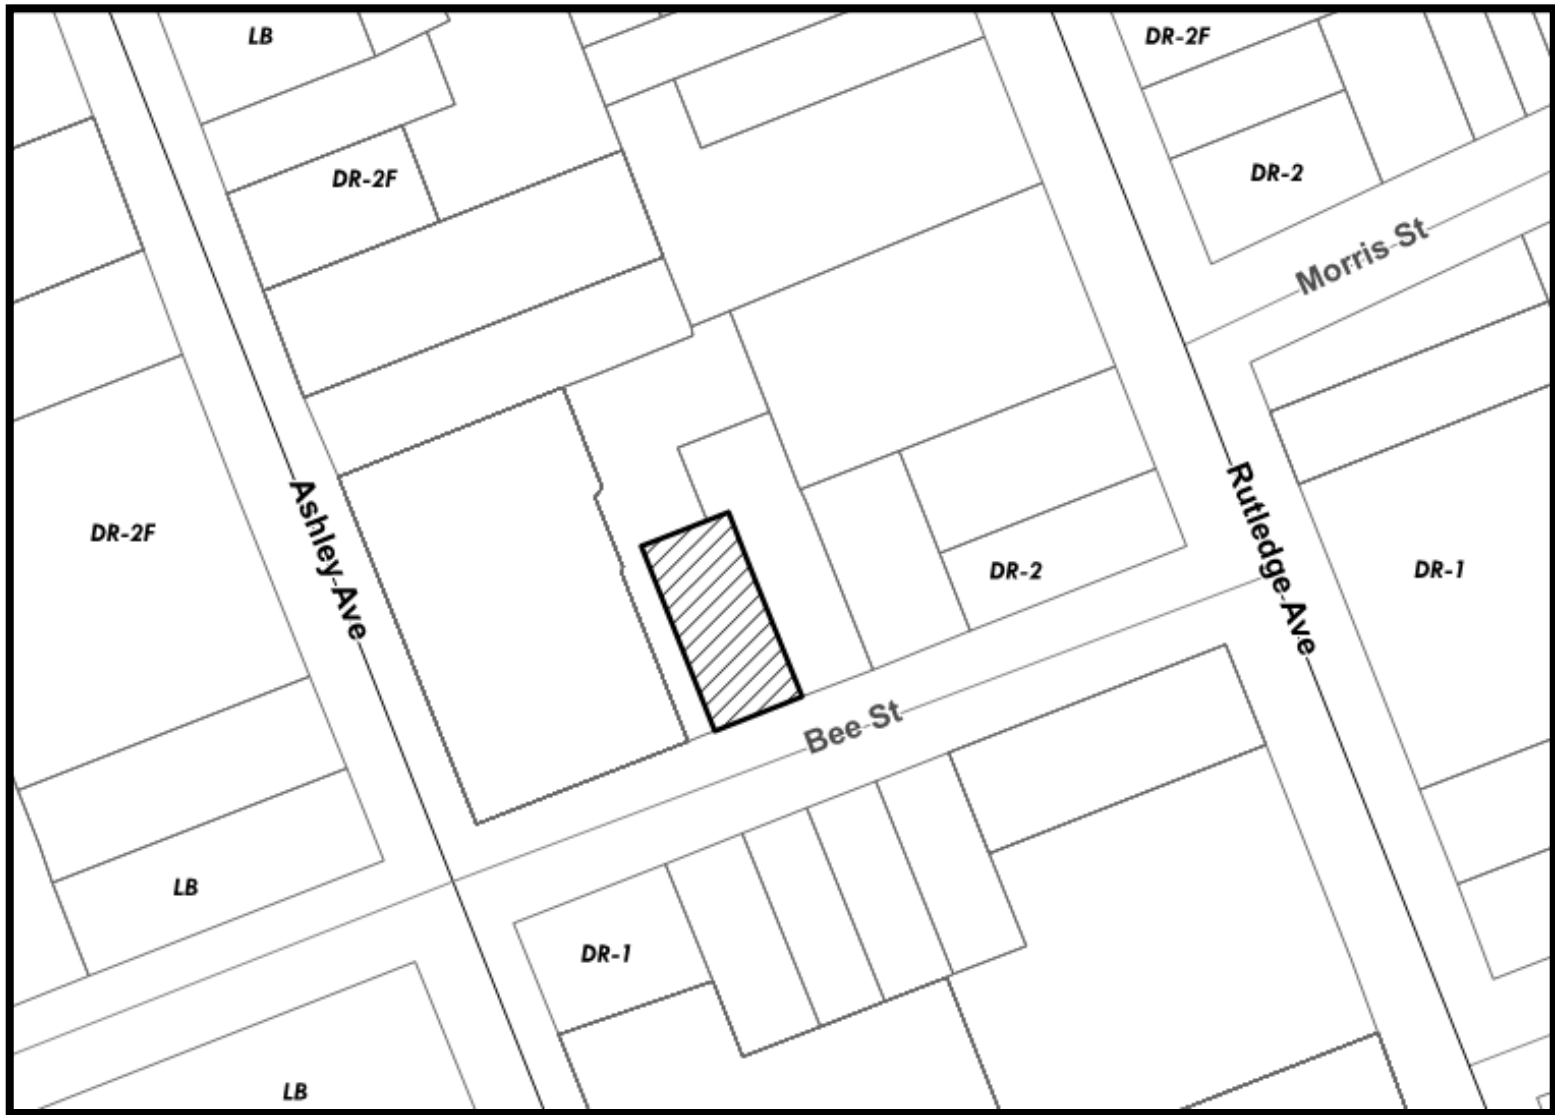 LB
DR-2F
DR-2F
DR-2
Morris St
Ashley Ave
DR-2F
Rutledge Ave
DR-2
DR-1
Bee St
LB
DR-1
LB